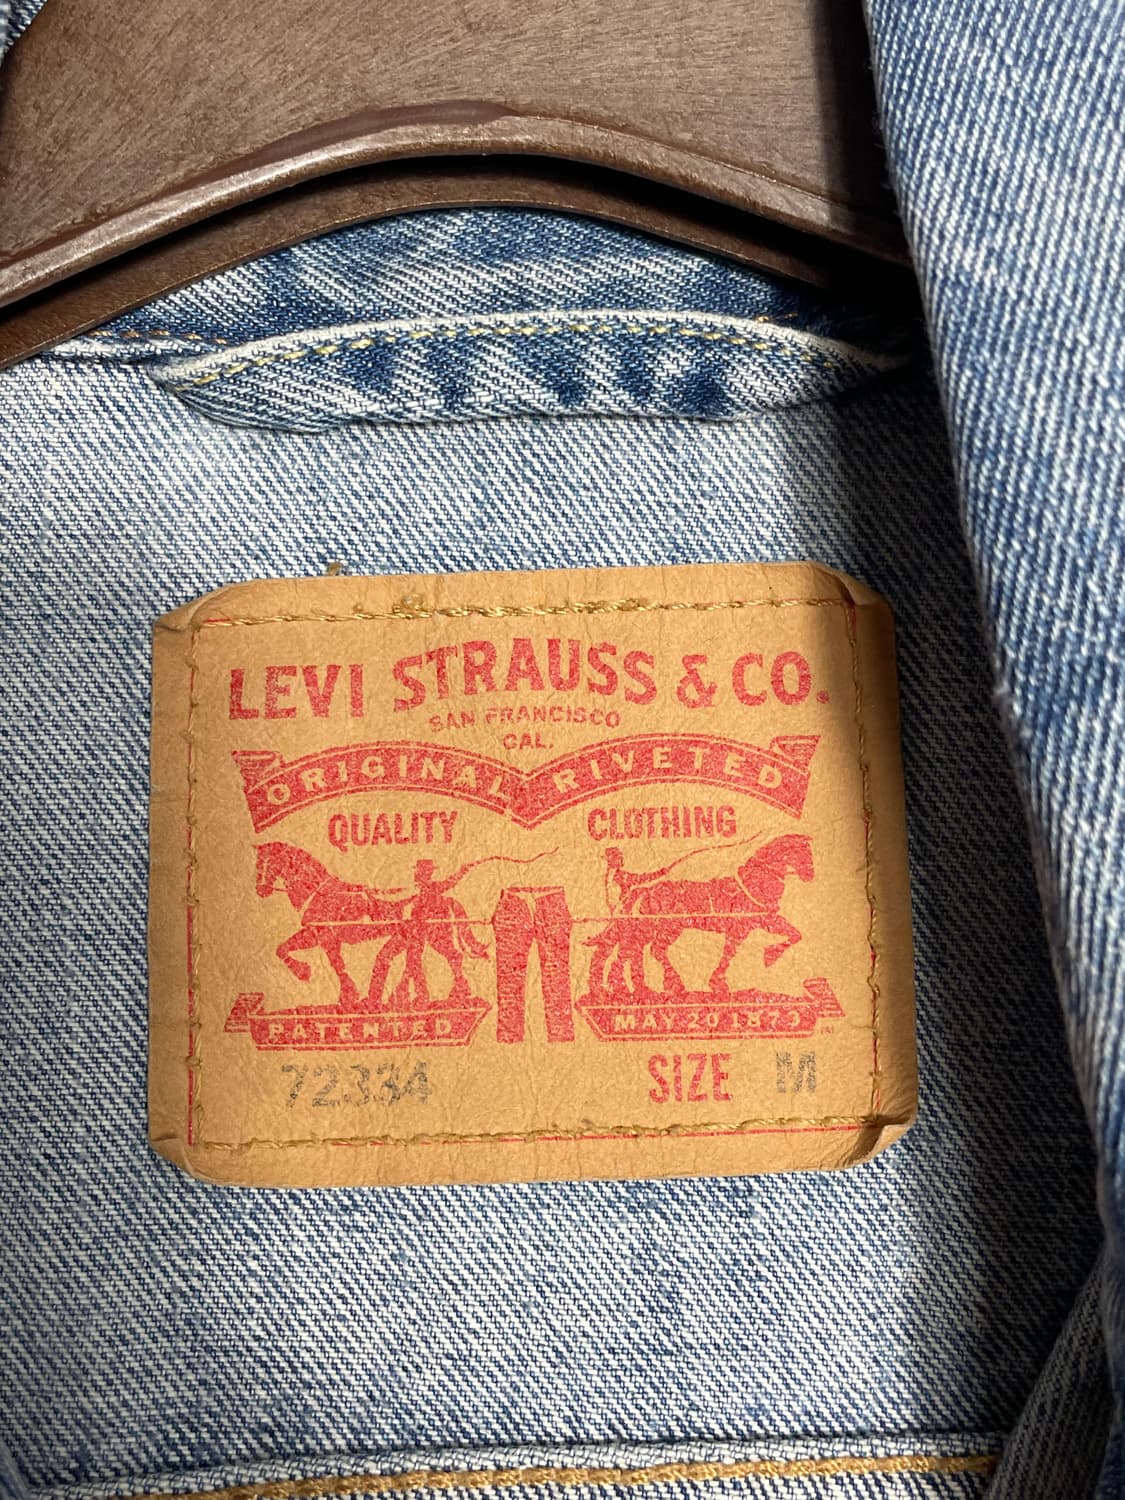 LEVI STRAUSS & CO.
SAN FRANCISCO
CAL.
ORIGINAL RIVETED
QUALITY CLOTHING
PATENTED MAY 20 1873
72334 SIZE M